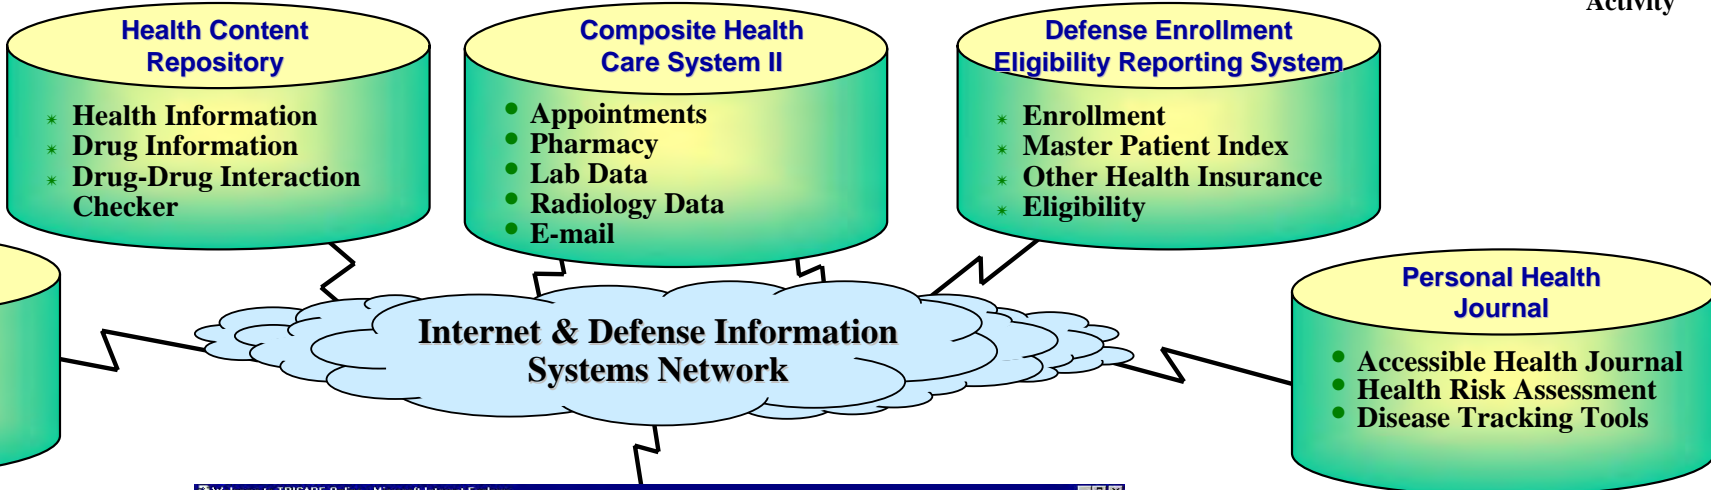 Activity
Health Content
Repository
Health Information
Drug Information
Drug-Drug Interaction
Checker
Composite Health
Care System II
Appointments
Pharmacy
Lab Data
Radiology Data
E-mail
Defense Enrollment
Eligibility Reporting System
Enrollment
Master Patient Index
Other Health Insurance
Eligibility
Personal Health
Journal
Accessible Health Journal
Health Risk Assessment
Disease Tracking Tools
Internet & Defense Information
Systems Network